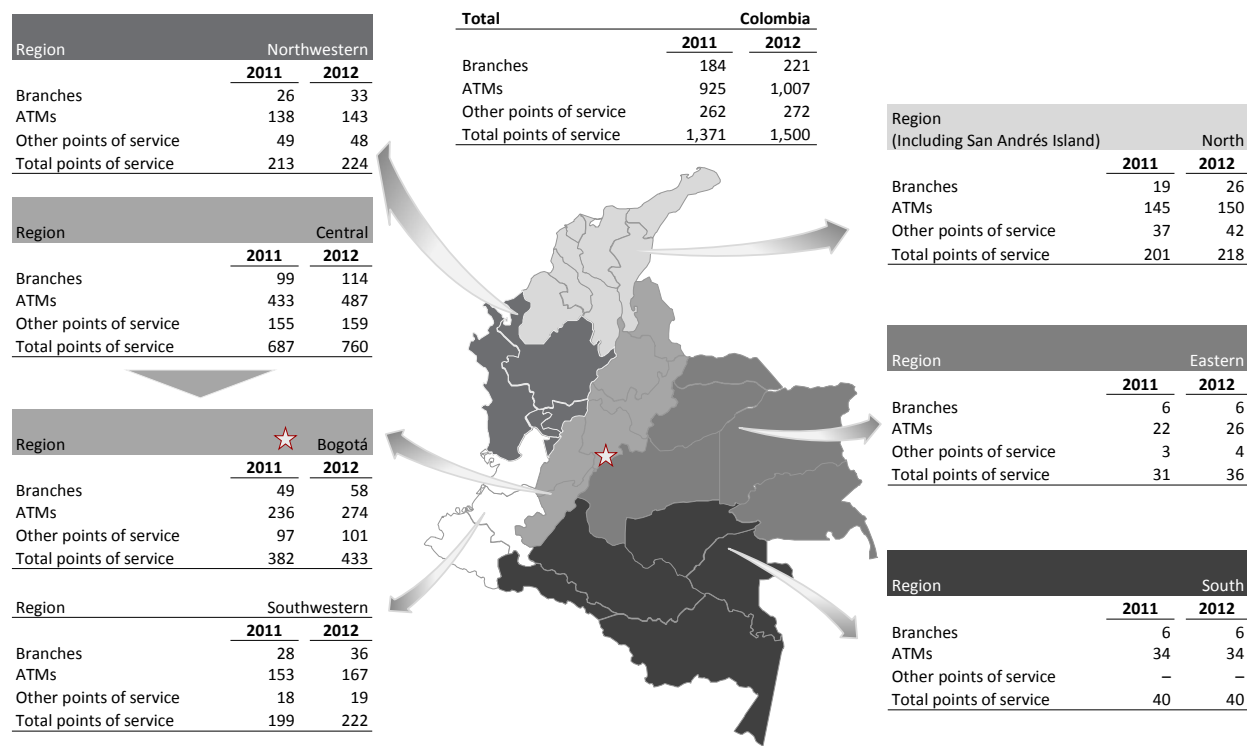 Region Northwestern
2011 2012
Branches 26 33
ATMs 138 143
Other points of service 49 48
Total points of service 213 224
Total Colombia
2011 2012
Branches 184 221
ATMs 925 1,007
Other points of service 262 272
Total points of service 1,371 1,500
Region
(Including San Andrés Island) North
2011 2012
Branches 19 26
ATMs 145 150
Other points of service 37 42
Total points of service 201 218
Region Central
2011 2012
Branches 99 114
ATMs 433 487
Other points of service 155 159
Total points of service 687 760
Region Eastern
2011 2012
Branches 6 6
ATMs 22 26
Other points of service 3 4
Total points of service 31 36
Region Bogotá
2011 2012
Branches 49 58
ATMs 236 274
Other points of service 97 101
Total points of service 382 433
Region Southwestern
2011 2012
Branches 28 36
ATMs 153 167
Other points of service 18 19
Total points of service 199 222
Region South
2011 2012
Branches 6 6
ATMs 34 34
Other points of service – –
Total points of service 40 40